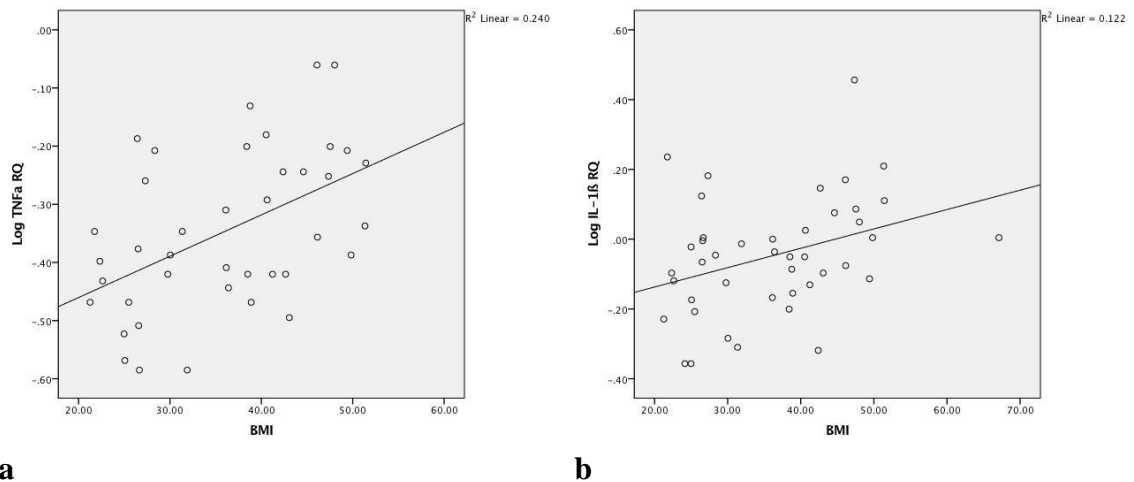 R² Linear = 0.240
.00
-.10
-.20
-.30
-.40
-.50
-.60
Log TNFa RQ
20.00 30.00 40.00 50.00 60.00
BMI
a
R² Linear = 0.122
.60
.40
.20
.00
-.20
-.40
Log IL-1ß RQ
20.00 30.00 40.00 50.00 60.00 70.00
BMI
b